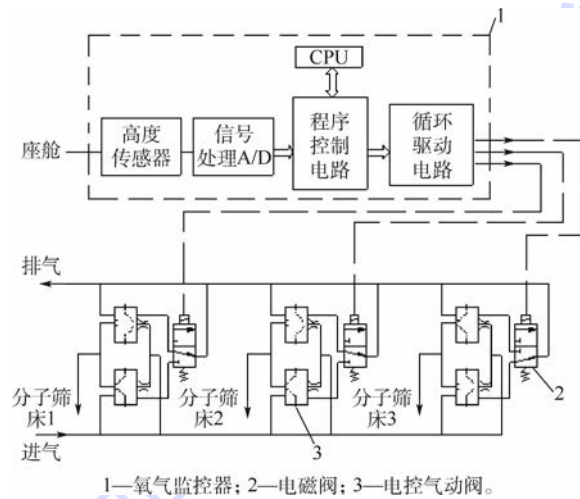 1
CPU
座舱
高度
传感器
信号
处理A/D
程序
控制
电路
循环
驱动
电路
排气
分子筛
床1
分子筛
床2
分子筛
床3
2
进气
3
1—氧气监控器；2—电磁阀；3—电控气动阀。